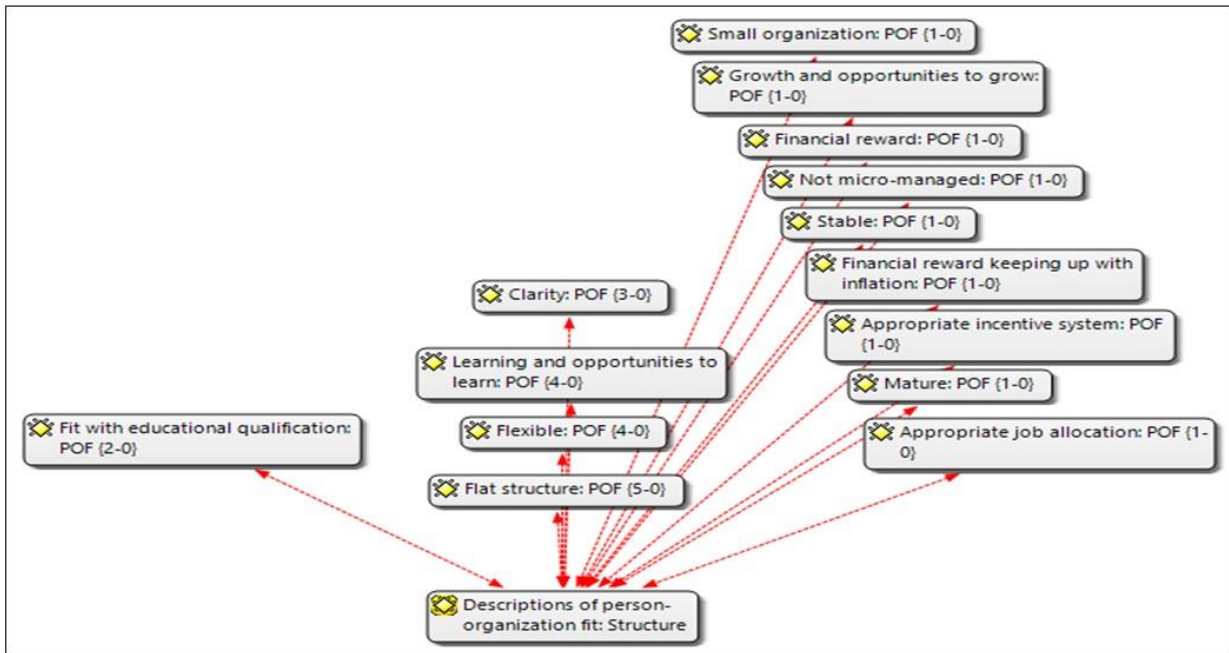 Small organization: POF {1-0}
Growth and opportunities to grow:
POF {1-0}
Financial reward: POF {1-0}
Not micro-managed: POF {1-0}
Stable: POF {1-0}
Financial reward keeping up with
inflation: POF {1-0}
Clarity: POF {3-0}
Appropriate incentive system: POF
{1-0}
Learning and opportunities to
learn: POF {4-0}
Mature: POF {1-0}
Fit with educational qualification:
POF {2-0}
Flexible: POF {4-0}
Appropriate job allocation: POF {1-
0}
Flat structure: POF {5-0}
Descriptions of person-
organization fit: Structure